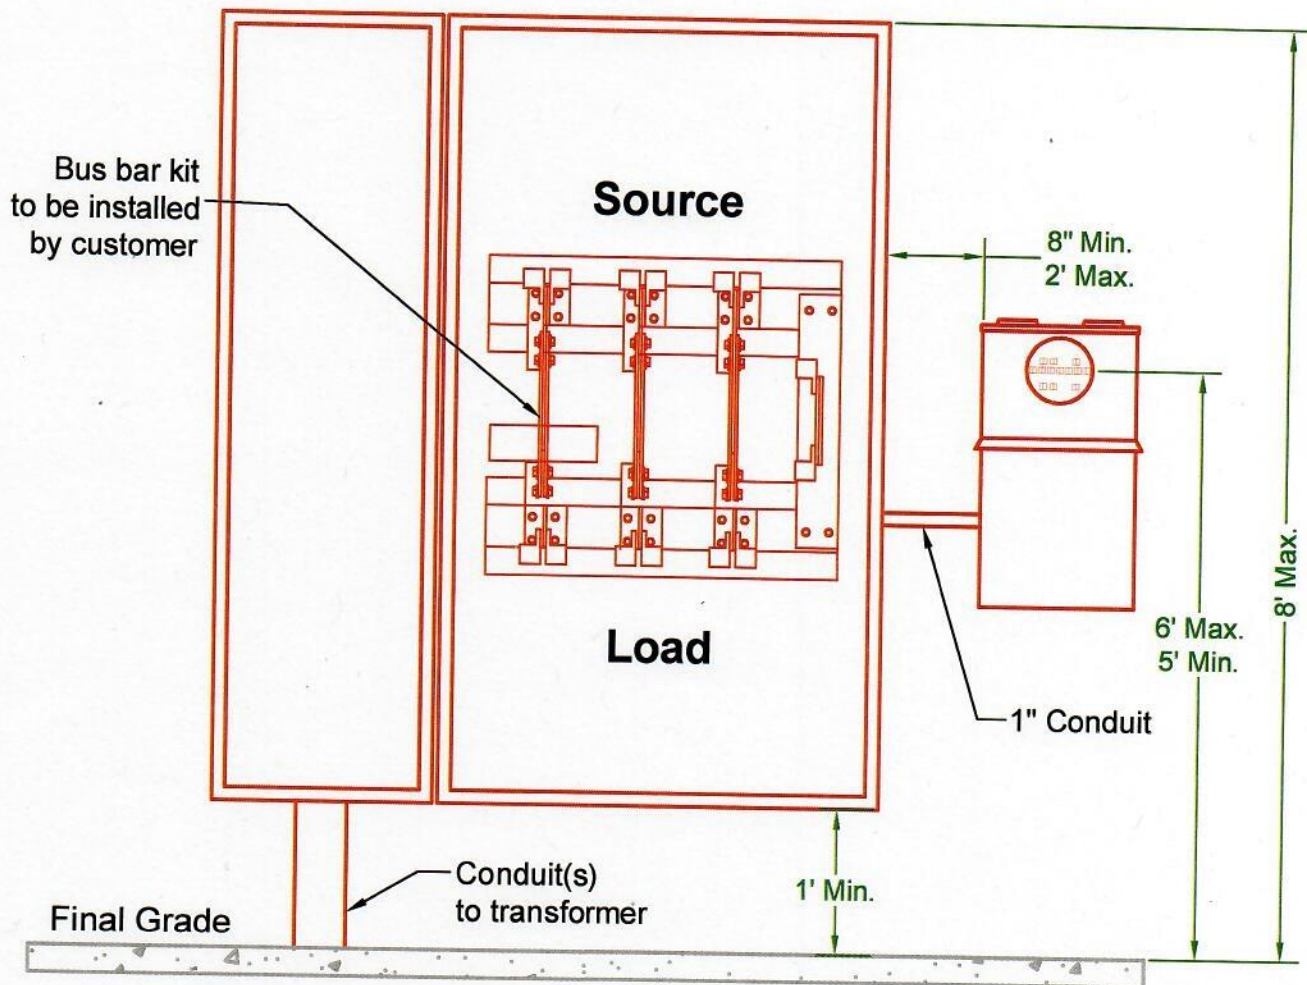 Bus bar kit
to be installed
by customer
Source
8" Min.
2' Max.
Load
6' Max.
5' Min.
8' Max.
1" Conduit
1' Min.
Conduit(s)
to transformer
Final Grade